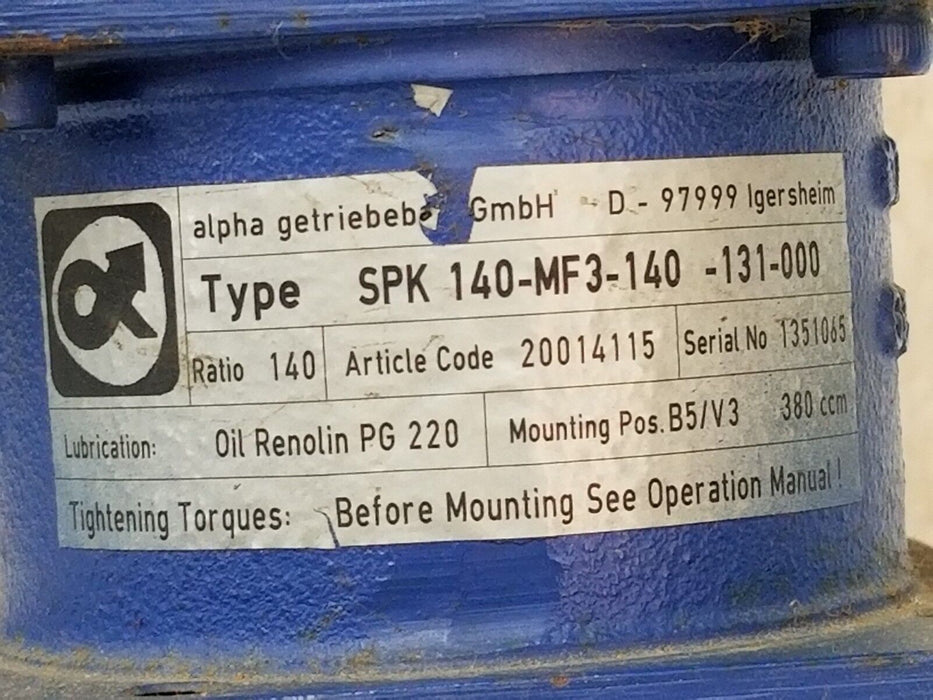 alpha getriebeba GmbH D - 97999 Igersheim
Type SPK 140-MF3-140 -131-000
Ratio 140 Article Code 20014115 Serial No 1351065
Lubrication: Oil Renolin PG 220 Mounting Pos. B5/V3 380 ccm
Tightening Torques: Before Mounting See Operation Manual !